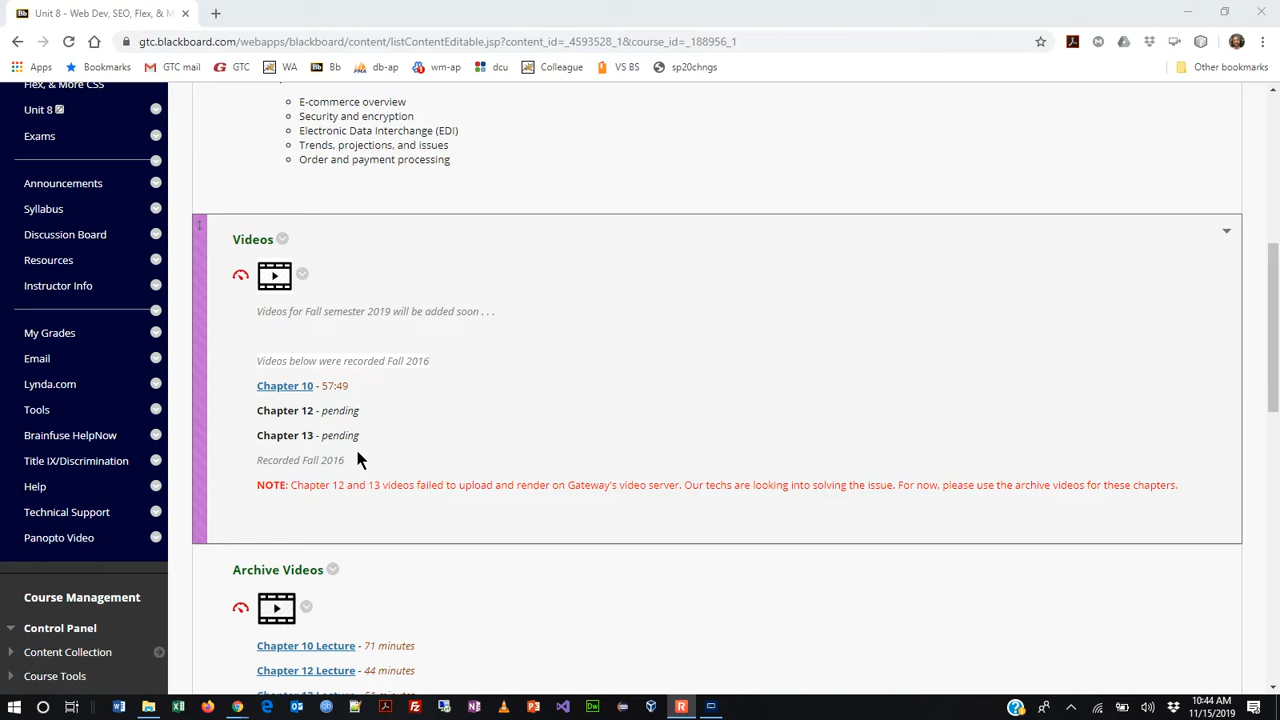 Unit 8 - Web Dev, SEO, Flex, & M
gtc.blackboard.com/webapps/blackboard/content/listContentEditable.jsp?content_id=_4593528_1&course_id=_188956_1
Apps Bookmarks GTC mail GTC WA Bb db-ap wm-ap dcu Colleague VS BS sp20chngs Other bookmarks
Flex, & More CSS
Unit 8
Exams
Announcements
Syllabus
Discussion Board
Resources
Instructor Info
My Grades
Email
Lynda.com
Tools
Brainfuse HelpNow
Title IX/Discrimination
Help
Technical Support
Panopto Video
Course Management
Control Panel
Content Collection
Course Tools
E-commerce overview
Security and encryption
Electronic Data Interchange (EDI)
Trends, projections, and issues
Order and payment processing
Videos
Videos for Fall semester 2019 will be added soon . . .
Videos below were recorded Fall 2016
Chapter 10 - 57:49
Chapter 12 - pending
Chapter 13 - pending
Recorded Fall 2016
NOTE: Chapter 12 and 13 videos failed to upload and render on Gateway's video server. Our techs are looking into solving the issue. For now, please use the archive videos for these chapters.
Archive Videos
Chapter 10 Lecture - 71 minutes
Chapter 12 Lecture - 44 minutes
10:44 AM
11/15/2019